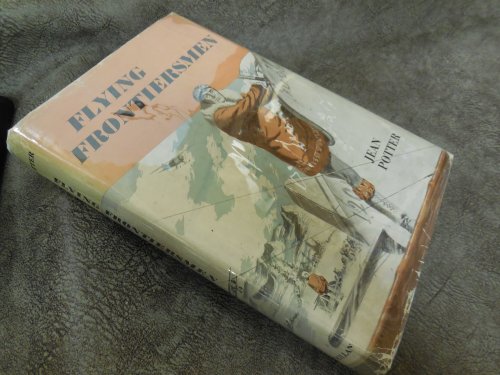 FLYING
FRONTIERSMEN
JEAN
POTTER
FLYING FRONTIERSMEN